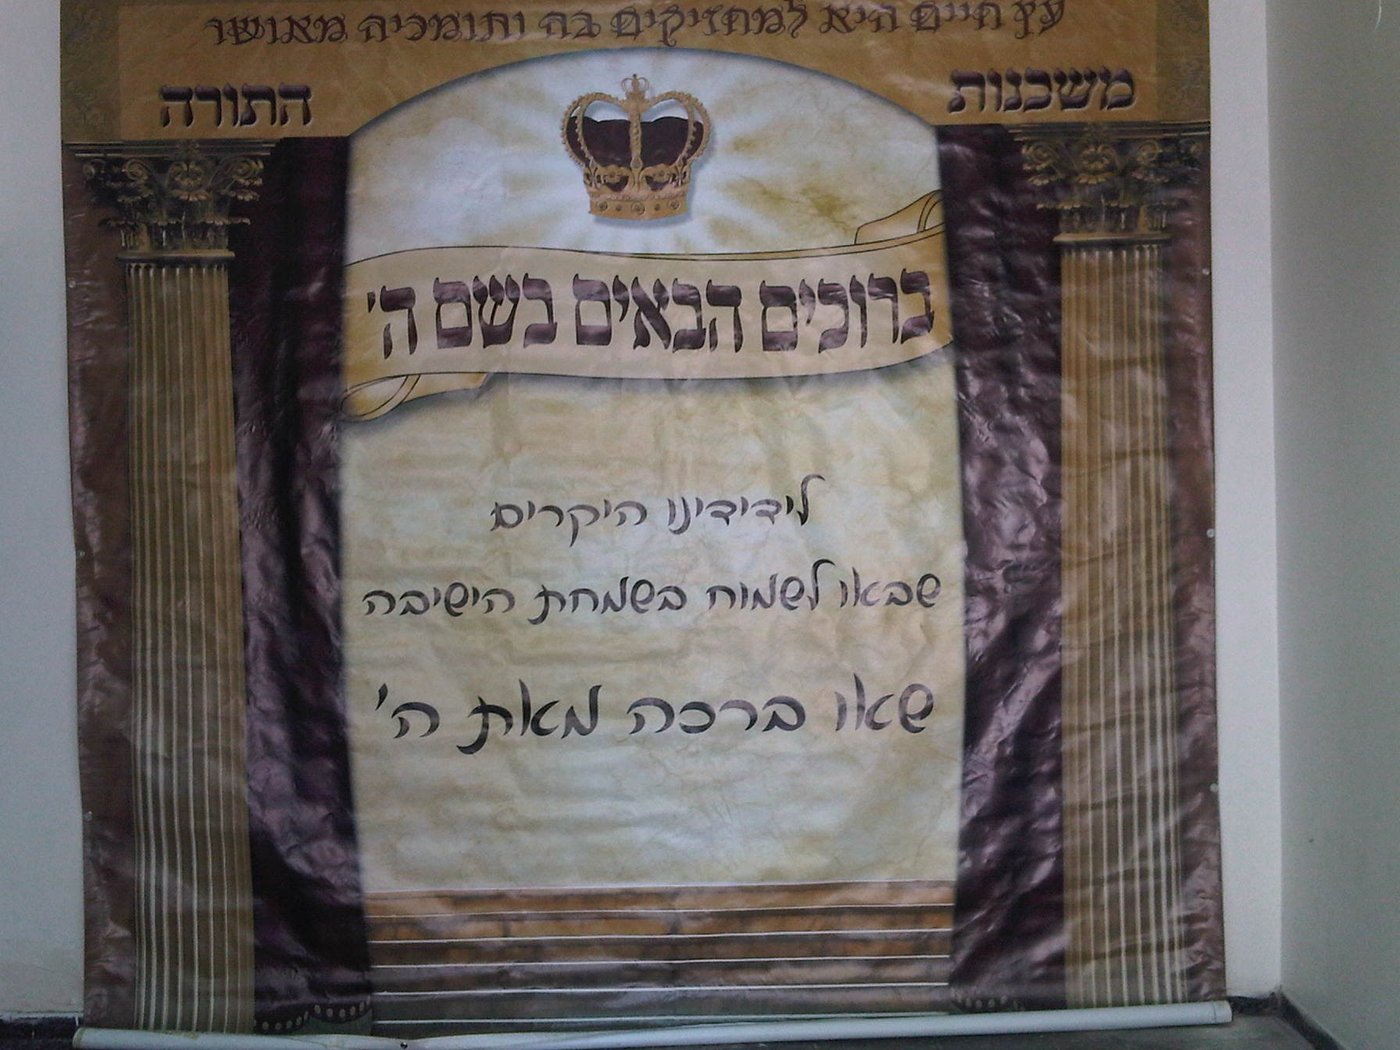 עץ חיים היא למחזיקים בה ותומכיה מאושר
משכנות התורה
ברוכים הבאים בשם ה'
לידידינו היקרים
שבאו לשמוח בשמחת הישיבה
שאו ברכה מאת ה'